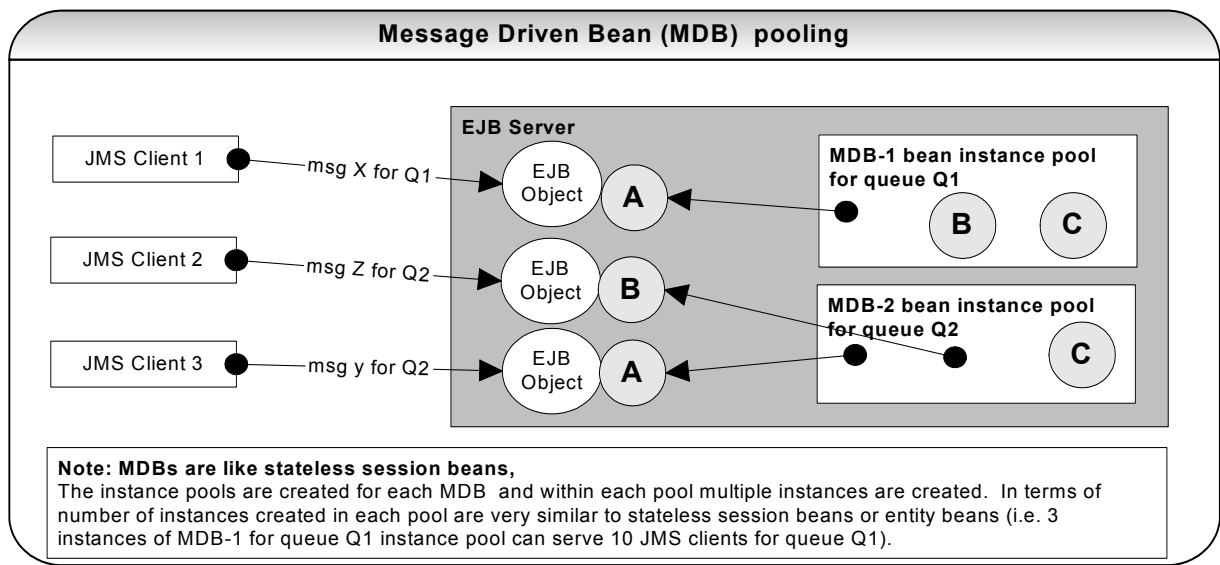 Message Driven Bean (MDB) pooling
EJB Server
JMS Client 1
msg X for Q1
EJB
Object
A
MDB-1 bean instance pool
for queue Q1
B
C
JMS Client 2
msg Z for Q2
EJB
Object
B
MDB-2 bean instance pool
for queue Q2
C
JMS Client 3
msg y for Q2
EJB
Object
A
Note: MDBs are like stateless session beans,
The instance pools are created for each MDB and within each pool multiple instances are created. In terms of
number of instances created in each pool are very similar to stateless session beans or entity beans (i.e. 3
instances of MDB-1 for queue Q1 instance pool can serve 10 JMS clients for queue Q1).